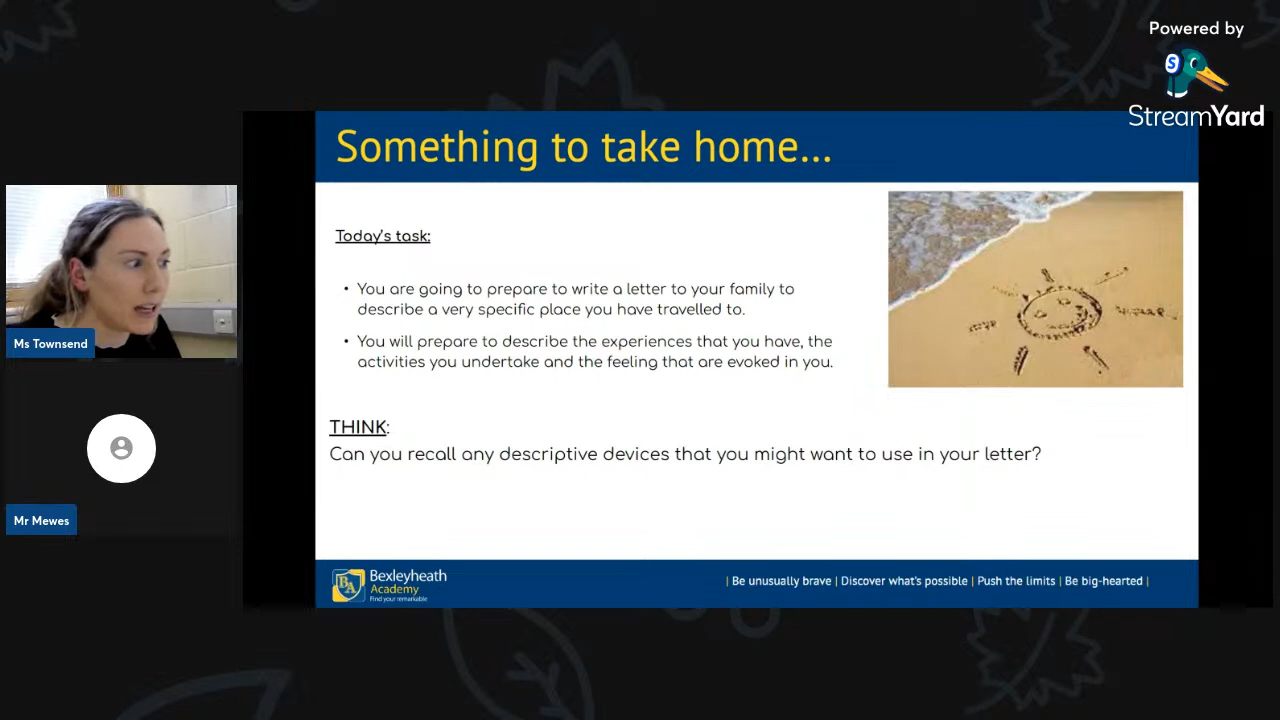 Powered by
StreamYard
Something to take home...
Today's task:
• You are going to prepare to write a letter to your family to
describe a very specific place you have travelled to.
• You will prepare to describe the experiences that you have, the
activities you undertake and the feeling that are evoked in you.
THINK:
Can you recall any descriptive devices that you might want to use in your letter?
Ms Townsend
Mr Mewes
BA
Bexleyheath
Academy
Find your remarkable
| Be unusually brave | Discover what's possible | Push the limits | Be big-hearted |